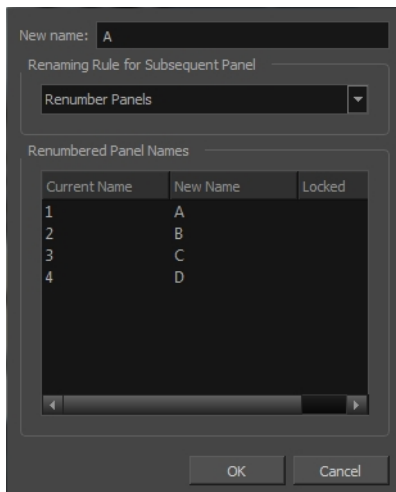 New name: A
Renaming Rule for Subsequent Panel
Renumber Panels
Renumbered Panel Names
Current Name New Name Locked
1 A
2 B
3 C
4 D
OK Cancel